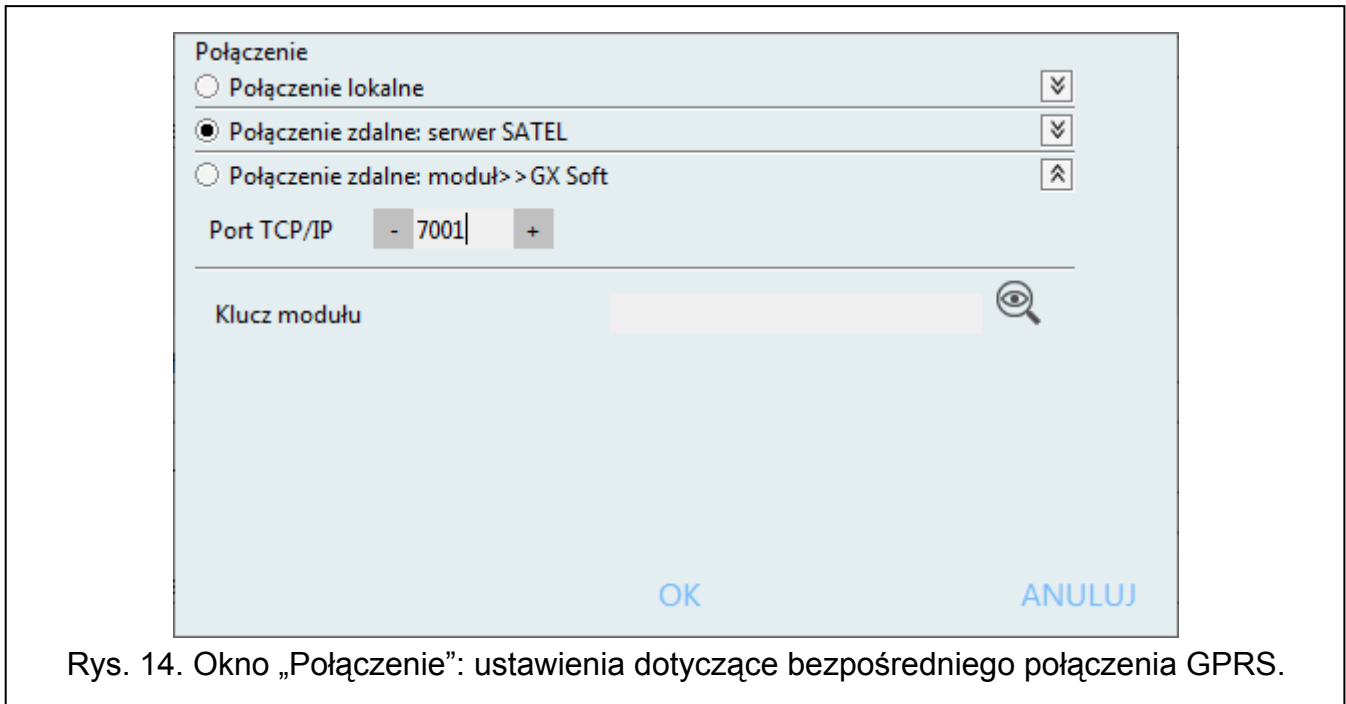 Połączenie
Połączenie lokalne
Połączenie zdalne: serwer SATEL
Połączenie zdalne: moduł>>GX Soft
Port TCP/IP - 7001 +
Klucz modułu
OK ANULUJ
Rys. 14. Okno „Połączenie”: ustawienia dotyczące bezpośredniego połączenia GPRS.